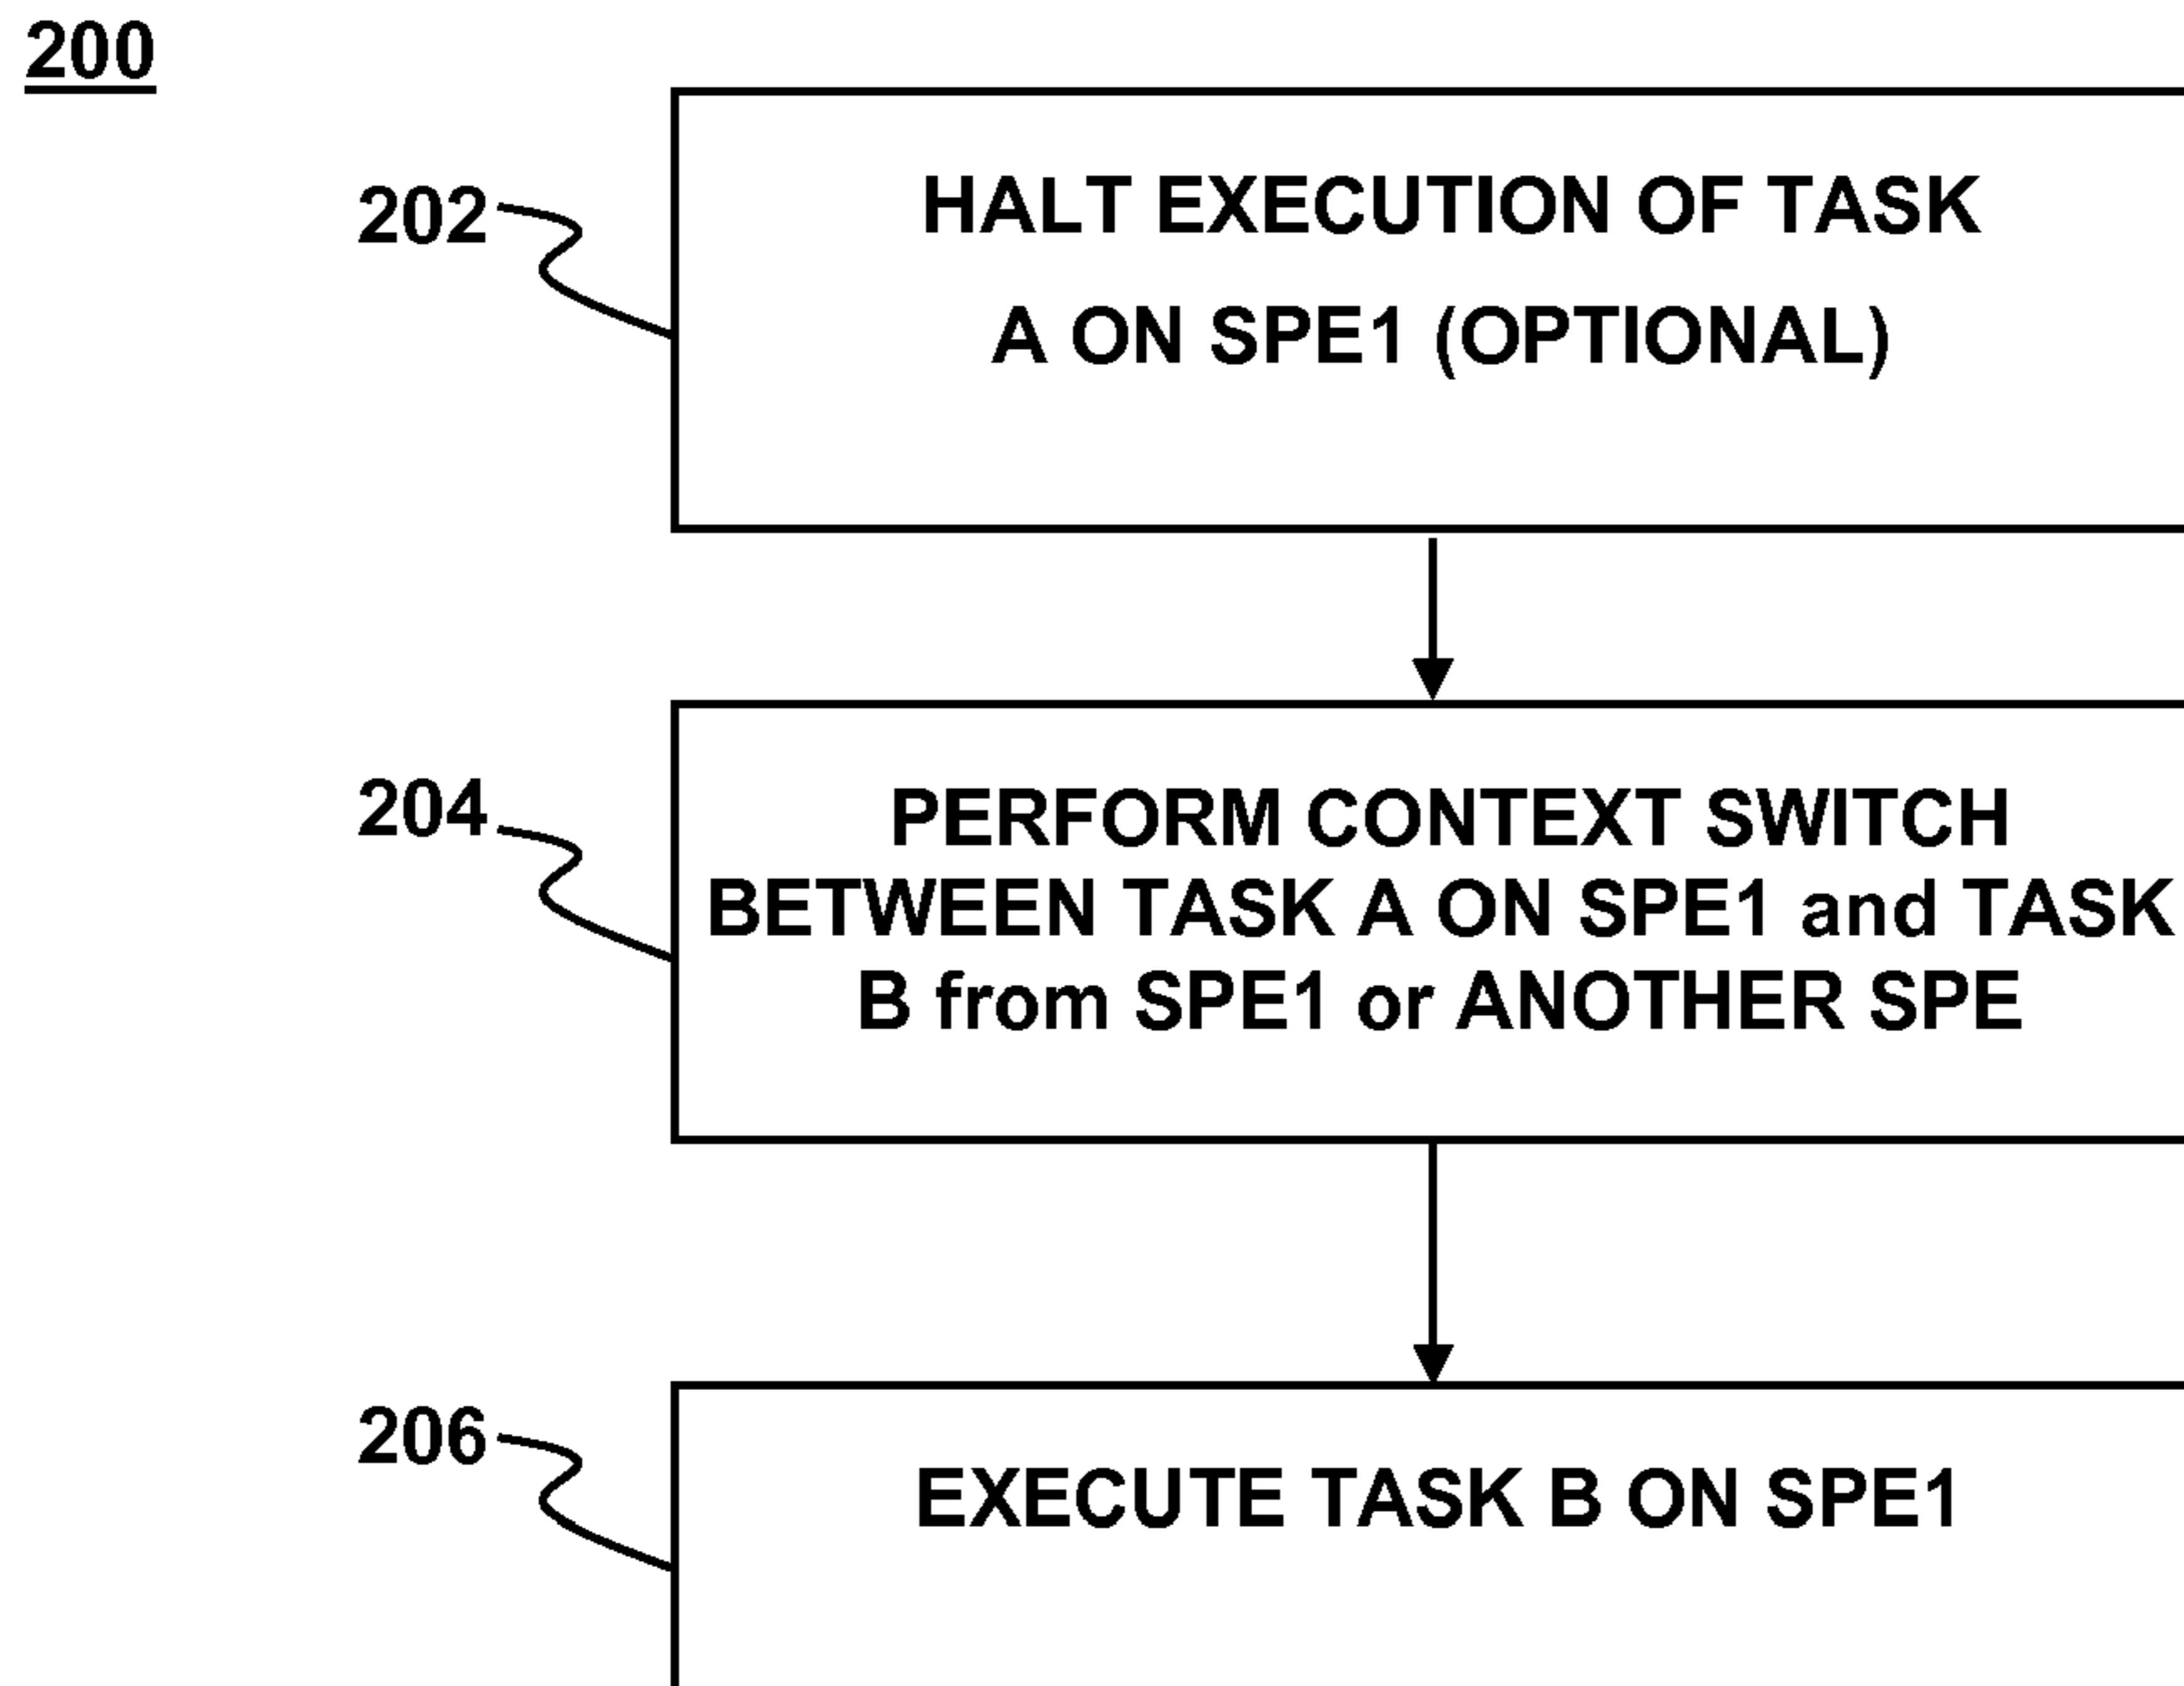 200
202
HALT EXECUTION OF TASK
A ON SPE1 (OPTIONAL)
204
PERFORM CONTEXT SWITCH
BETWEEN TASK A ON SPE1 and TASK
B from SPE1 or ANOTHER SPE
206
EXECUTE TASK B ON SPE1